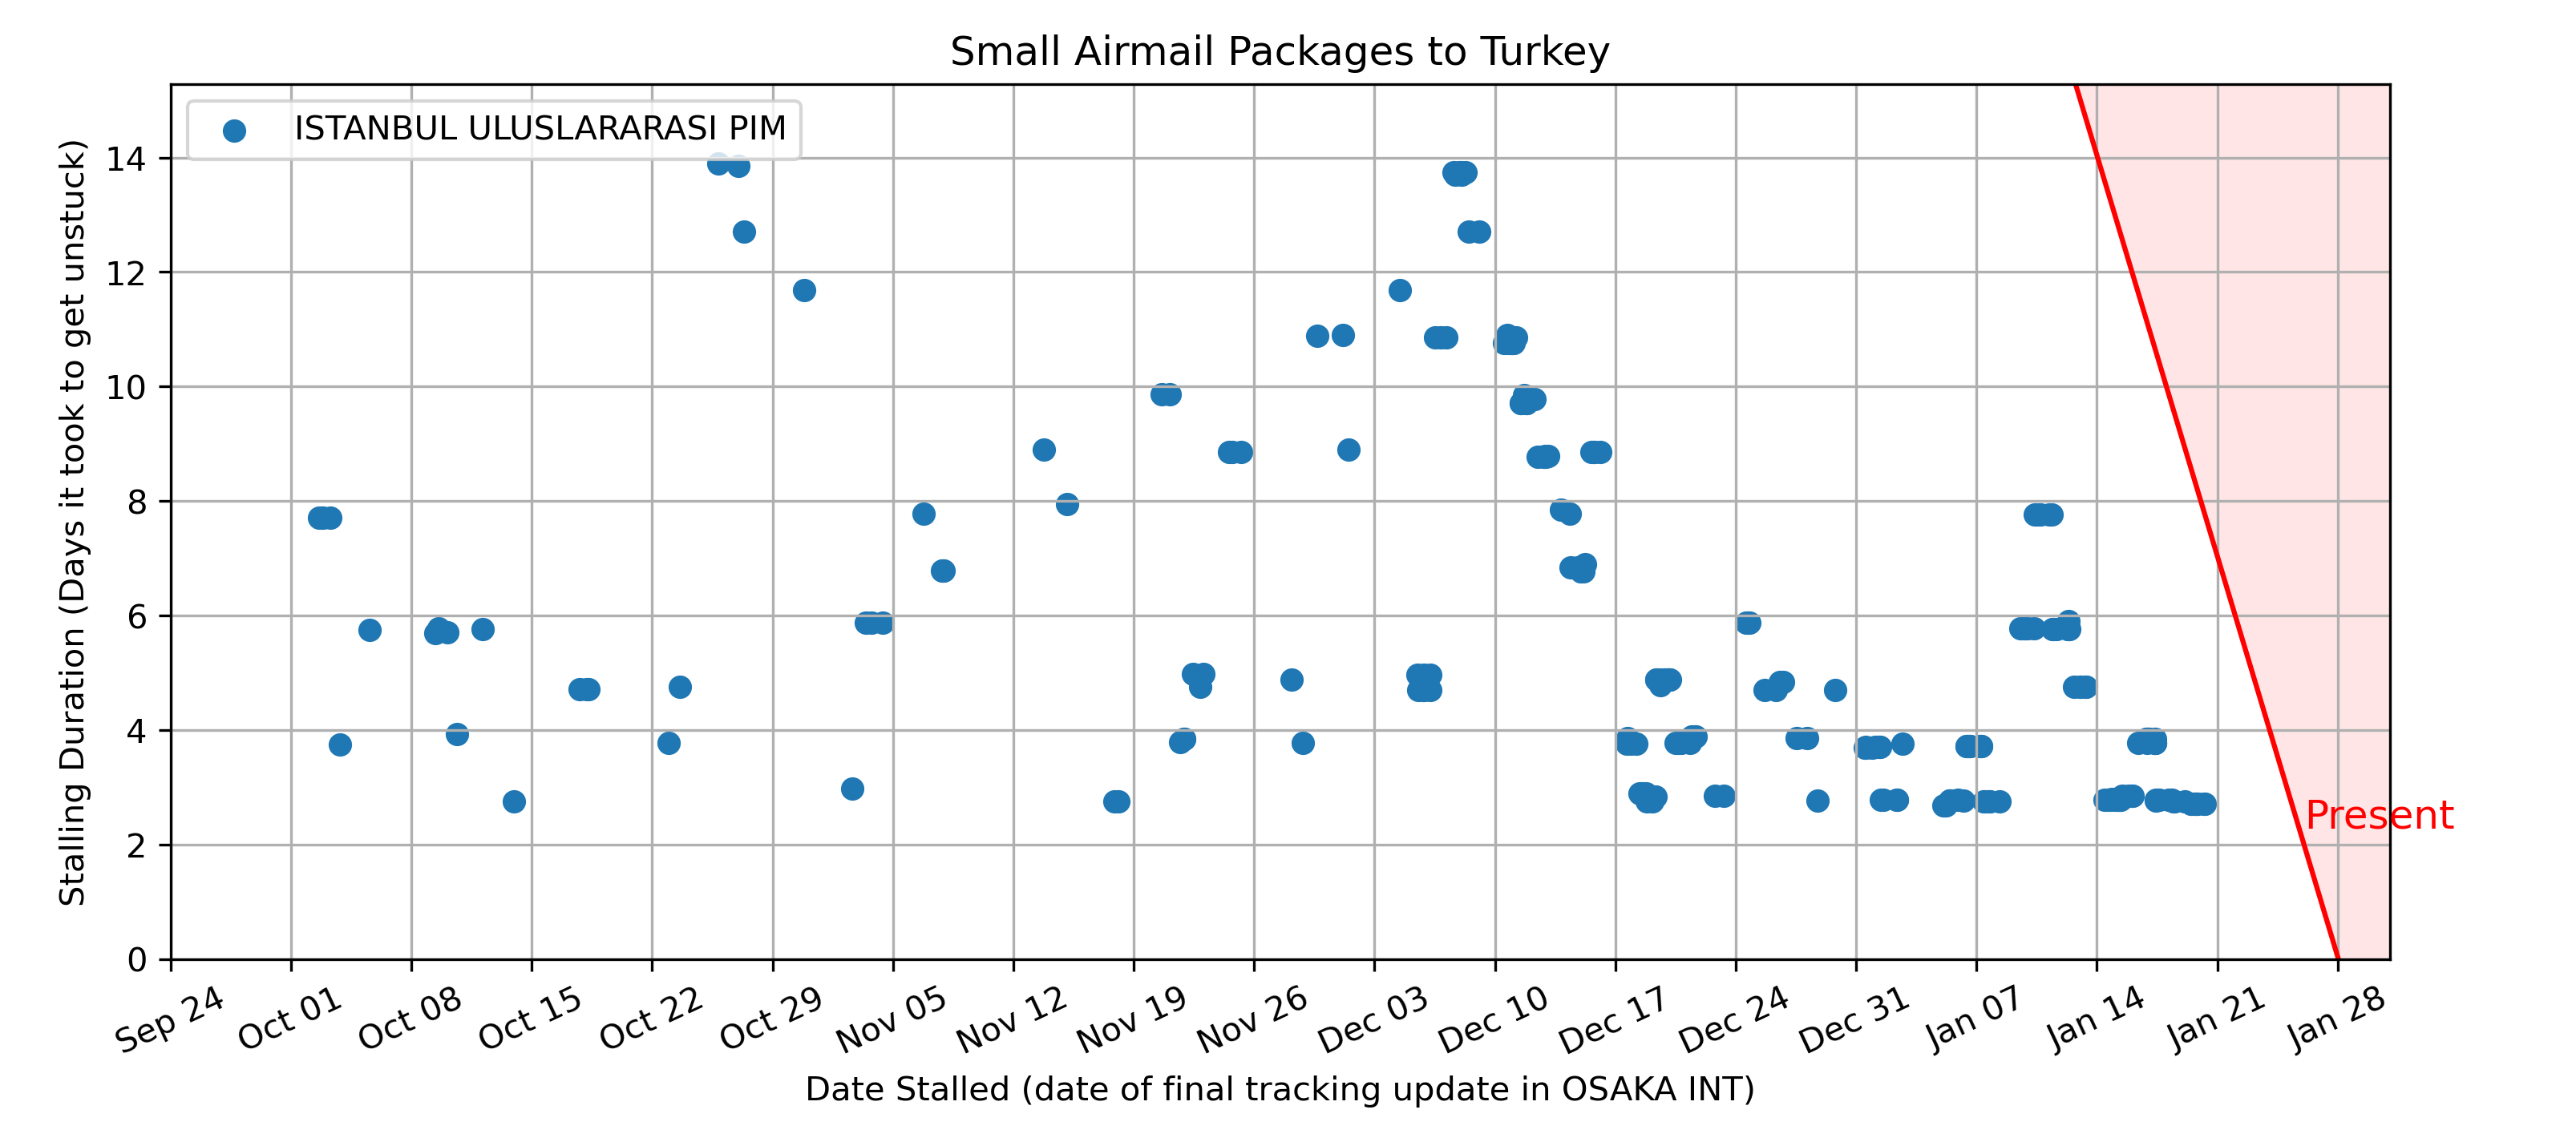 Small Airmail Packages to Turkey
ISTANBUL ULUSLARARASI PIM
Stalling Duration (Days it took to get unstuck)
14
12
10
8
6
4
2
0
Present
Sep 24 Oct 01 Oct 08 Oct 15 Oct 22 Oct 29 Nov 05 Nov 12 Nov 19 Nov 26 Dec 03 Dec 10 Dec 17 Dec 24 Dec 31 Jan 07 Jan 14 Jan 21 Jan 28
Date Stalled (date of final tracking update in OSAKA INT)